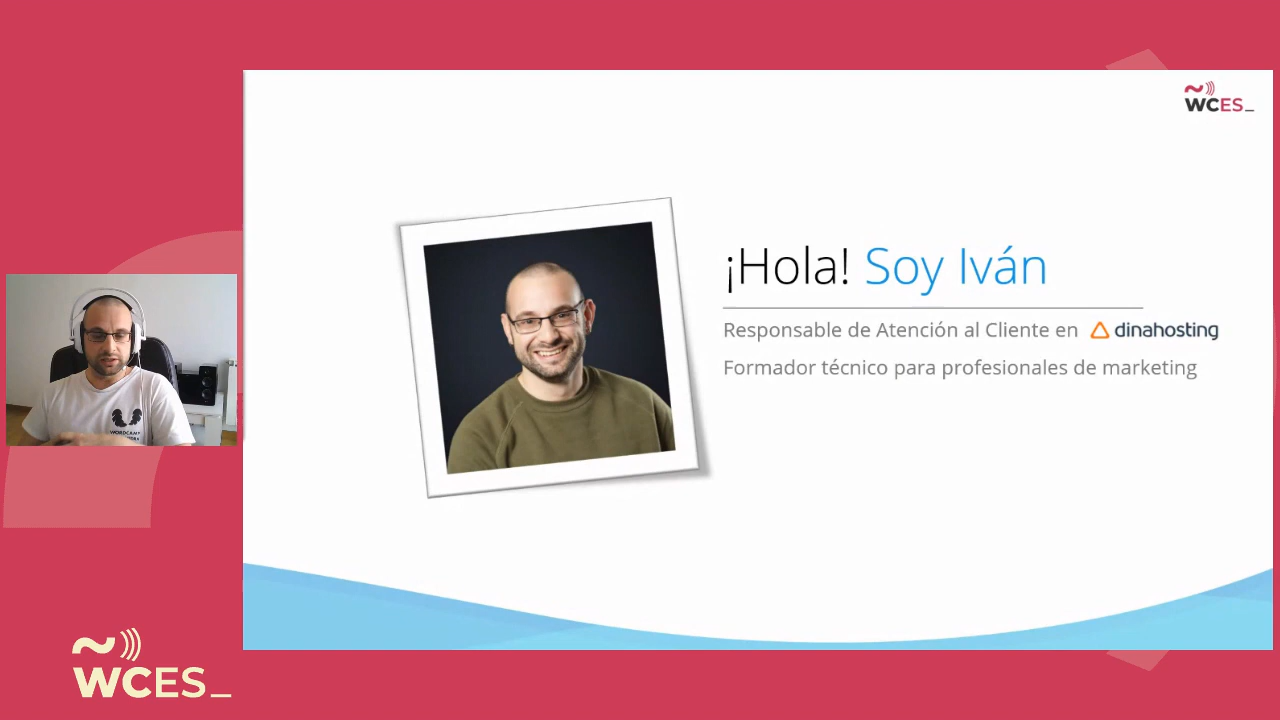 WCES_
¡Hola! Soy Iván
Responsable de Atención al Cliente en dinahosting
Formador técnico para profesionales de marketing
WORDCAMP
WCES_